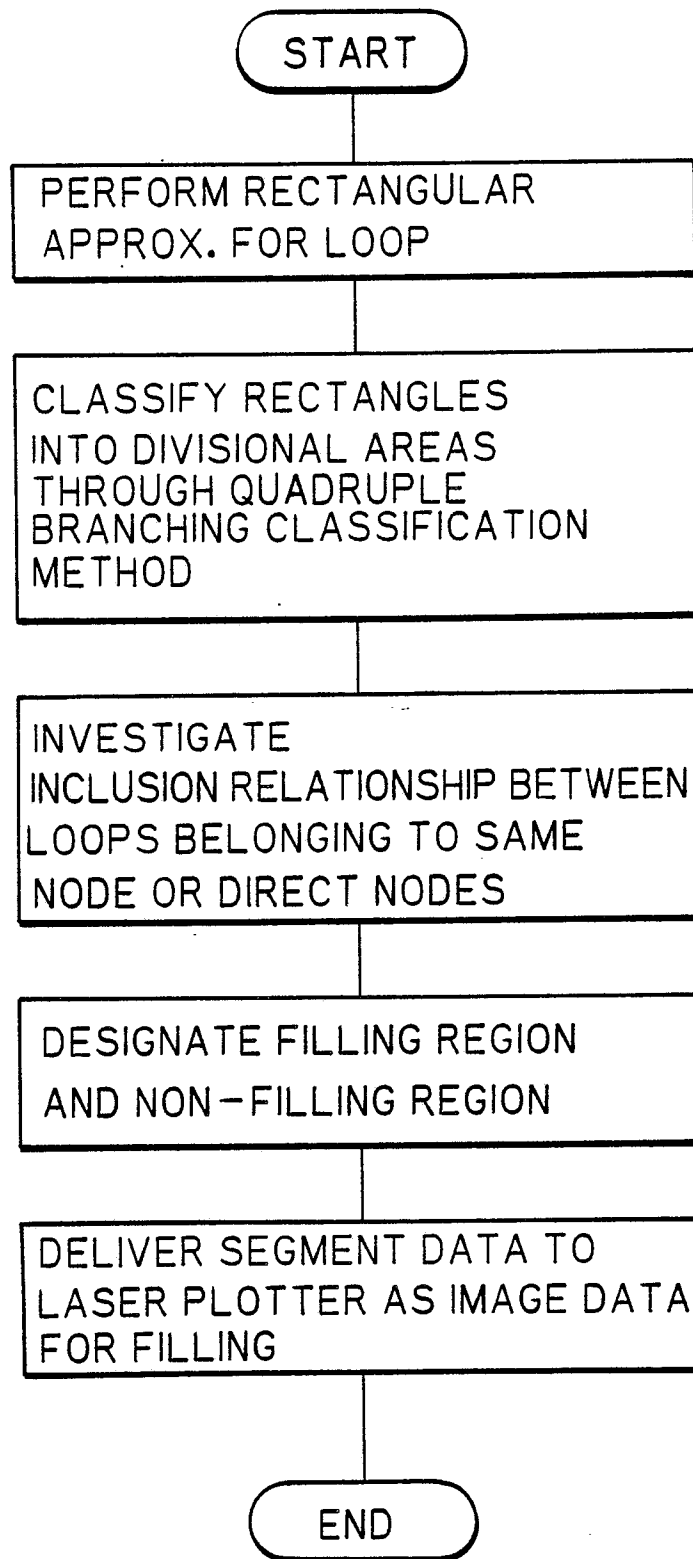 START
PERFORM RECTANGULAR
APPROX. FOR LOOP
CLASSIFY RECTANGLES
INTO DIVISIONAL AREAS
THROUGH QUADRUPLE
BRANCHING CLASSIFICATION
METHOD
INVESTIGATE
INCLUSION RELATIONSHIP BETWEEN
LOOPS BELONGING TO SAME
NODE OR DIRECT NODES
DESIGNATE FILLING REGION
AND NON-FILLING REGION
DELIVER SEGMENT DATA TO
LASER PLOTTER AS IMAGE DATA
FOR FILLING
END